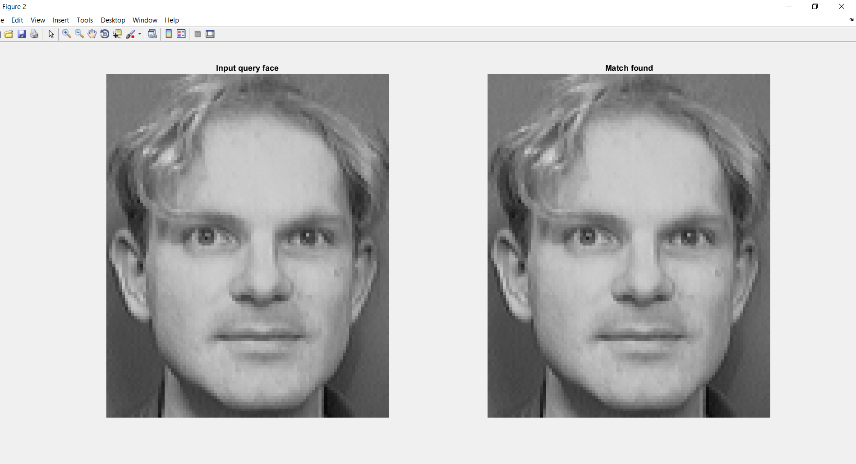 Figure 2
e Edit View Insert Tools Desktop Window Help
Input query face
Match found